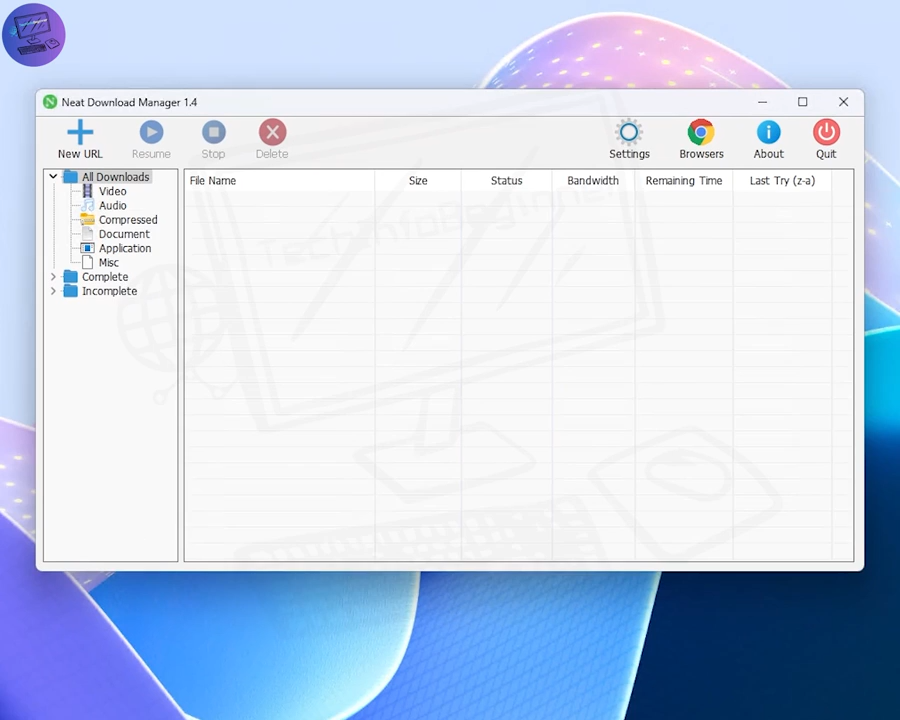 Neat Download Manager 1.4
New URL Resume Stop Delete Settings Browsers About Quit
All Downloads
Video
Audio
Compressed
Document
Application
Misc
Complete
Incomplete
File Name Size Status Bandwidth Remaining Time Last Try (z-a)